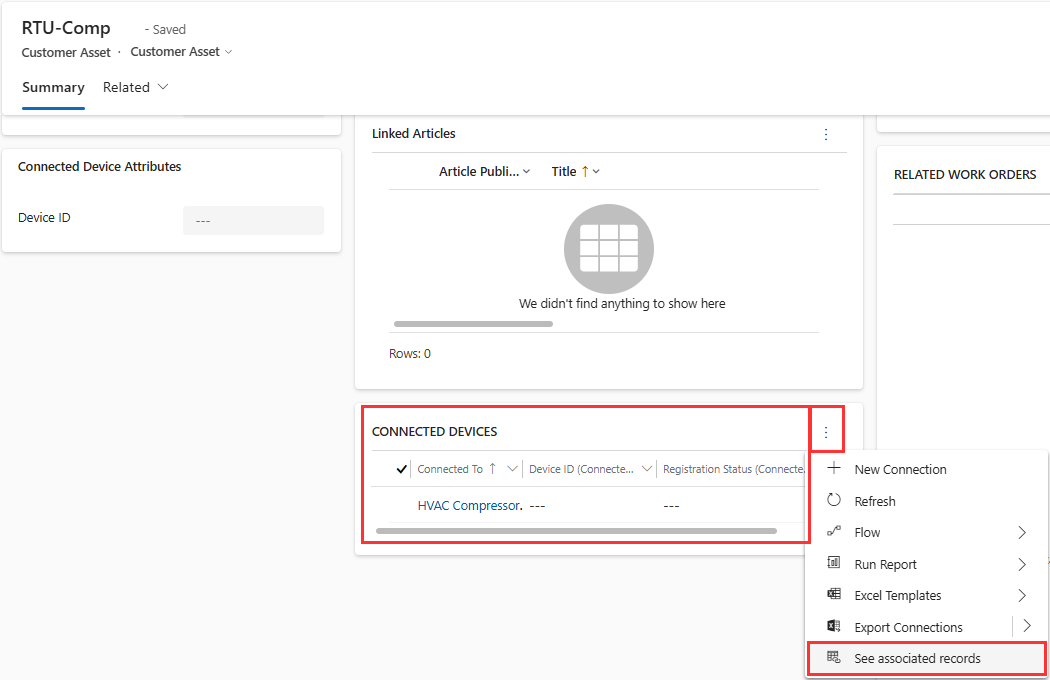 RTU-Comp - Saved
Customer Asset · Customer Asset
Summary Related
Connected Device Attributes
Device ID ---
Linked Articles
Article Publi... Title ↑
We didn't find anything to show here
Rows: 0
CONNECTED DEVICES
Connected To ↑ Device ID (Connecte... Registration Status (Connecte.
HVAC Compressor. --- ---
RELATED WORK ORDERS
New Connection
Refresh
Flow
Run Report
Excel Templates
Export Connections
See associated records